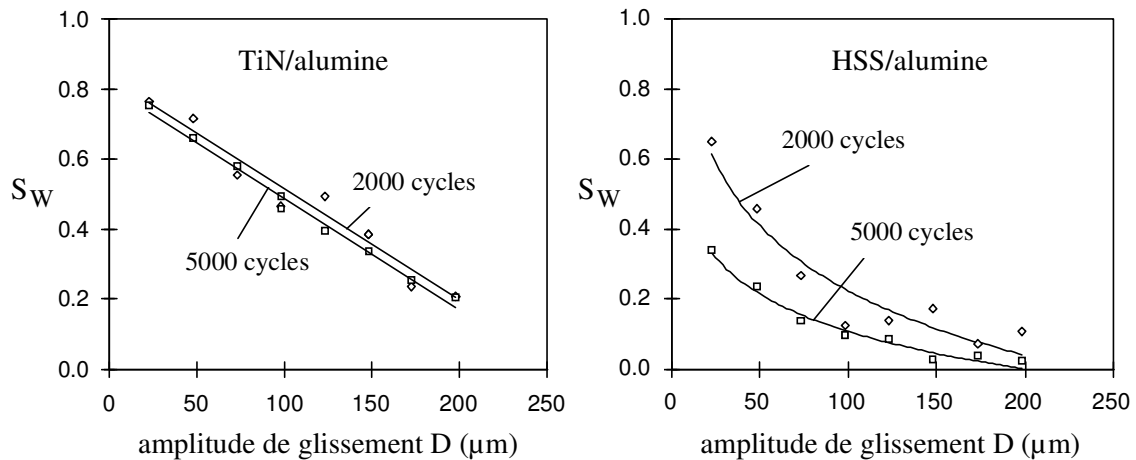 TiN/alumine
1.0
0.8
0.6
0.4
0.2
0.0
S_W
2000 cycles
5000 cycles
0 50 100 150 200 250
amplitude de glissement D (µm)
HSS/alumine
1.0
0.8
0.6
0.4
0.2
0.0
S_W
2000 cycles
5000 cycles
0 50 100 150 200 250
amplitude de glissement D (µm)